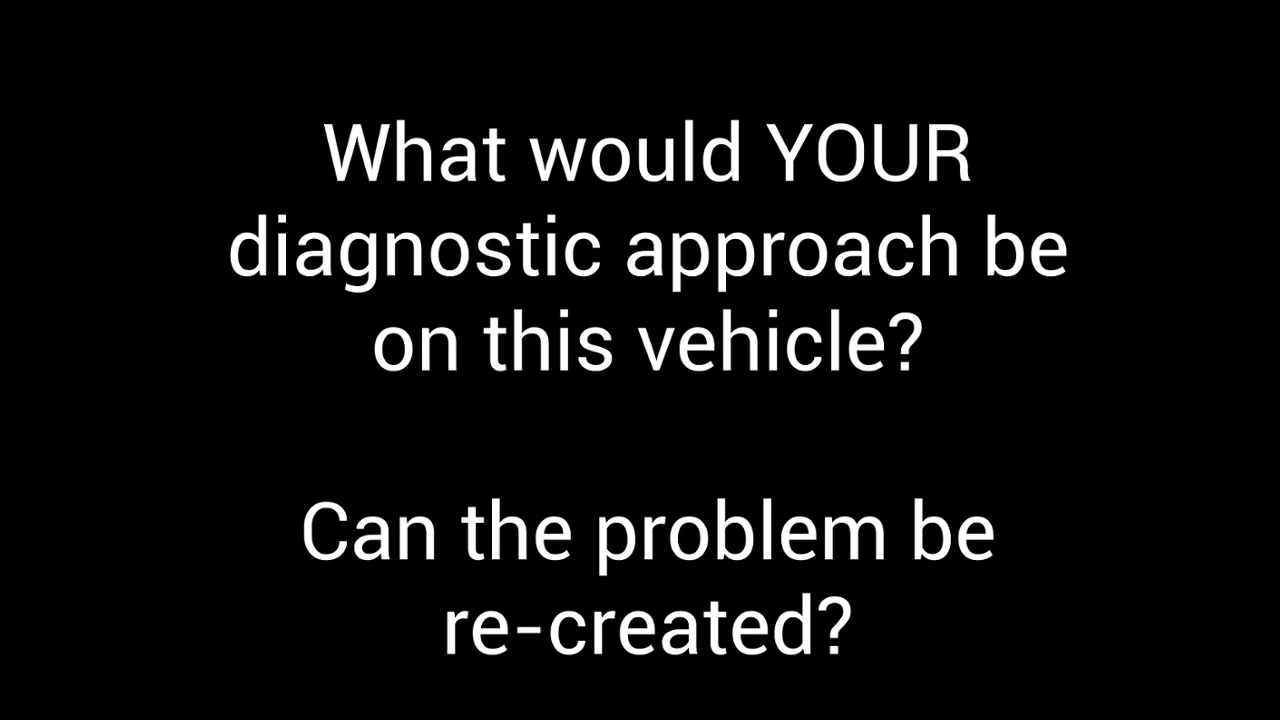 What would YOUR
diagnostic approach be
on this vehicle?
Can the problem be
re-created?